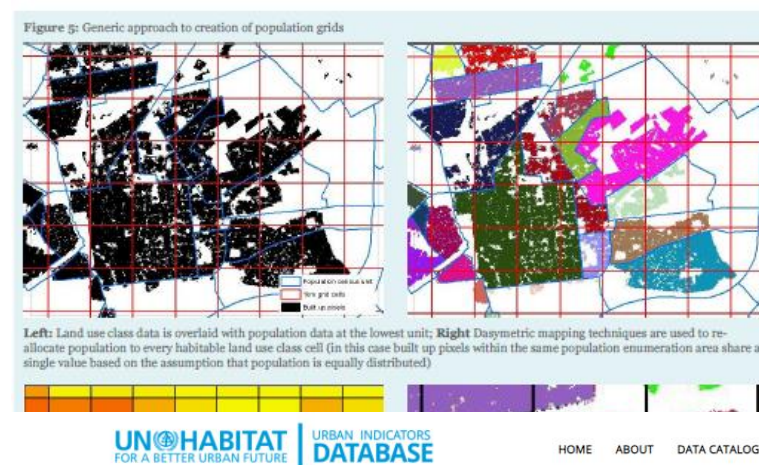 Figure 5: Generic approach to creation of population grids
Population census unit
1km grid cells
Built up pixels
Left: Land use class data is overlaid with population data at the lowest unit; Right Dasymetric mapping techniques are used to re-
allocate population to every habitable land use class cell (in this case built up pixels within the same population enumeration area share a
single value based on the assumption that population is equally distributed)
UN HABITAT
FOR A BETTER URBAN FUTURE
URBAN INDICATORS
DATABASE
HOME ABOUT DATA CATALOG